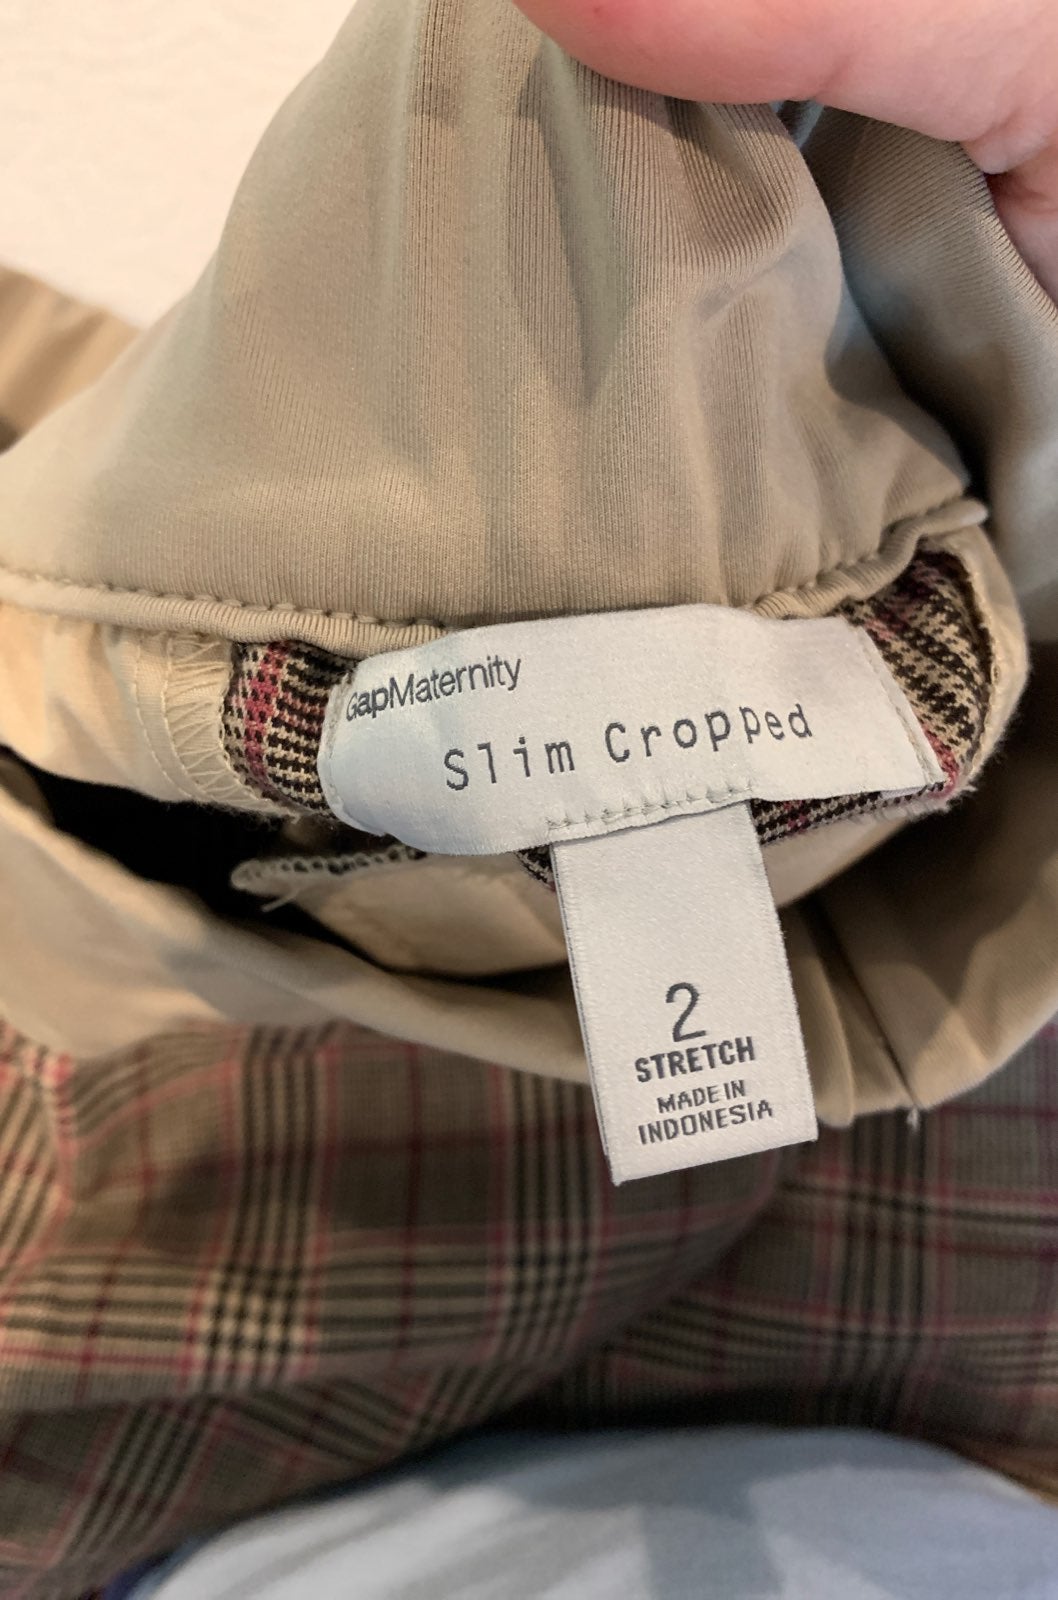 GapMaternity
Slim Cropped
2
STRETCH
MADE IN
INDONESIA